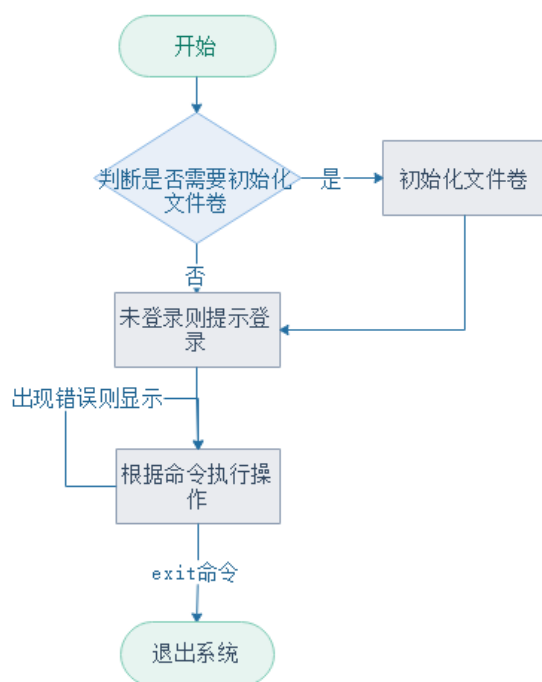 开始
判断是否需要初始化
文件卷
是
初始化文件卷
否
未登录则提示登
录
出现错误则显示
根据命令执行操
作
exit命令
退出系统